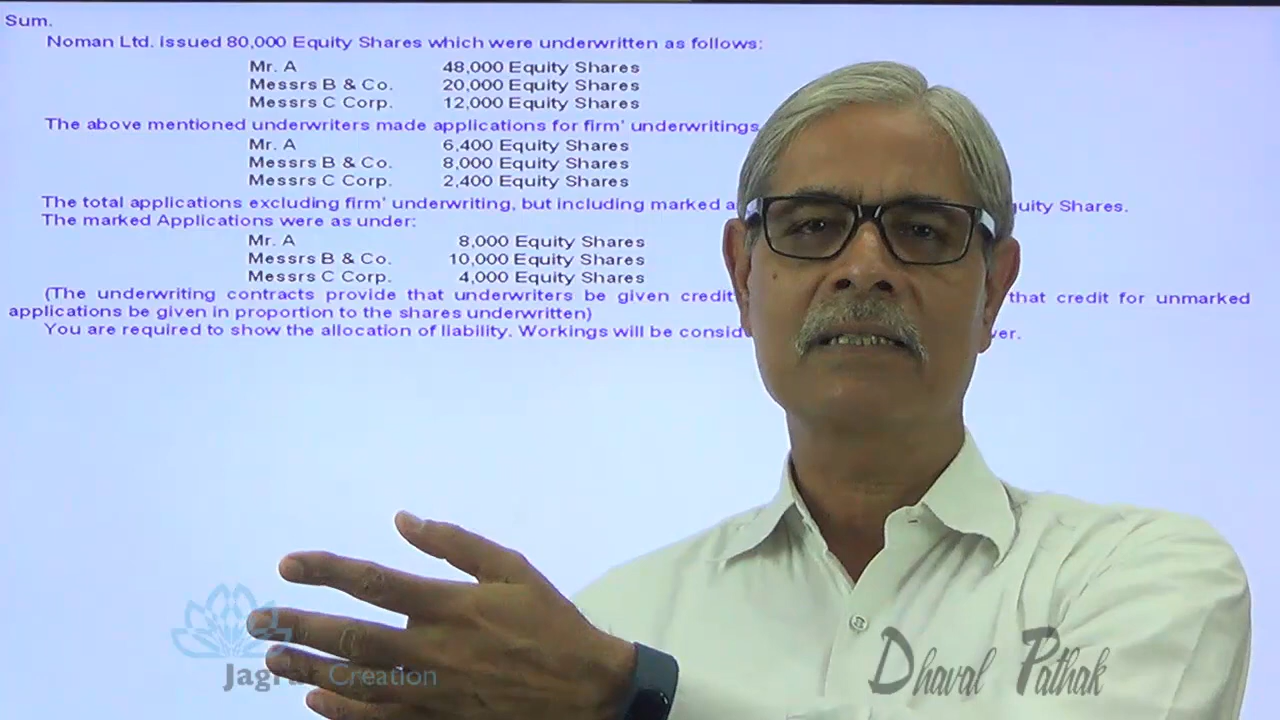 Sum.
Noman Ltd. issued 80,000 Equity Shares which were underwritten as follows:
Mr. A 48,000 Equity Shares
Messrs B & Co. 20,000 Equity Shares
Messrs C Corp. 12,000 Equity Shares
The above mentioned underwriters made applications for firm' underwritings
Mr. A 6,400 Equity Shares
Messrs B & Co. 8,000 Equity Shares
Messrs C Corp. 2,400 Equity Shares
The total applications excluding firm' underwriting, but including marked Shares.
The marked Applications were as under:
Mr. A 8,000 Equity Shares
Messrs B & Co. 10,000 Equity Shares
Messrs C Corp. 4,000 Equity Shares
(The underwriting contracts provide that underwriters be given credit that credit for unmarked
applications be given in proportion to the shares underwritten)
You are required to show the allocation of liability. Workings will be
Jagrat Creation
Dhaval Pathak